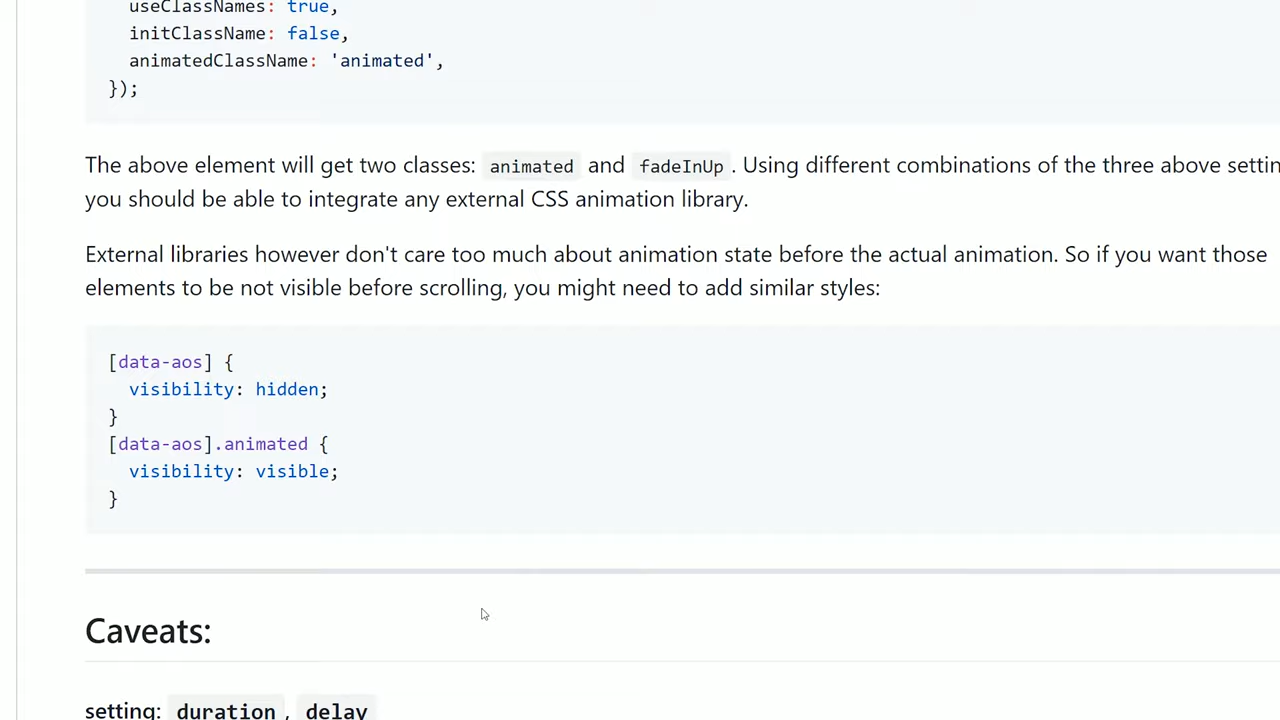 useClassNames: true,
initClassName: false,
animatedClassName: 'animated',
});
The above element will get two classes: animated and fadeInUp . Using different combinations of the three above settin
you should be able to integrate any external CSS animation library.
External libraries however don't care too much about animation state before the actual animation. So if you want those
elements to be not visible before scrolling, you might need to add similar styles:
[data-aos] {
visibility: hidden;
}
[data-aos].animated {
visibility: visible;
}
Caveats:
setting: duration , delay